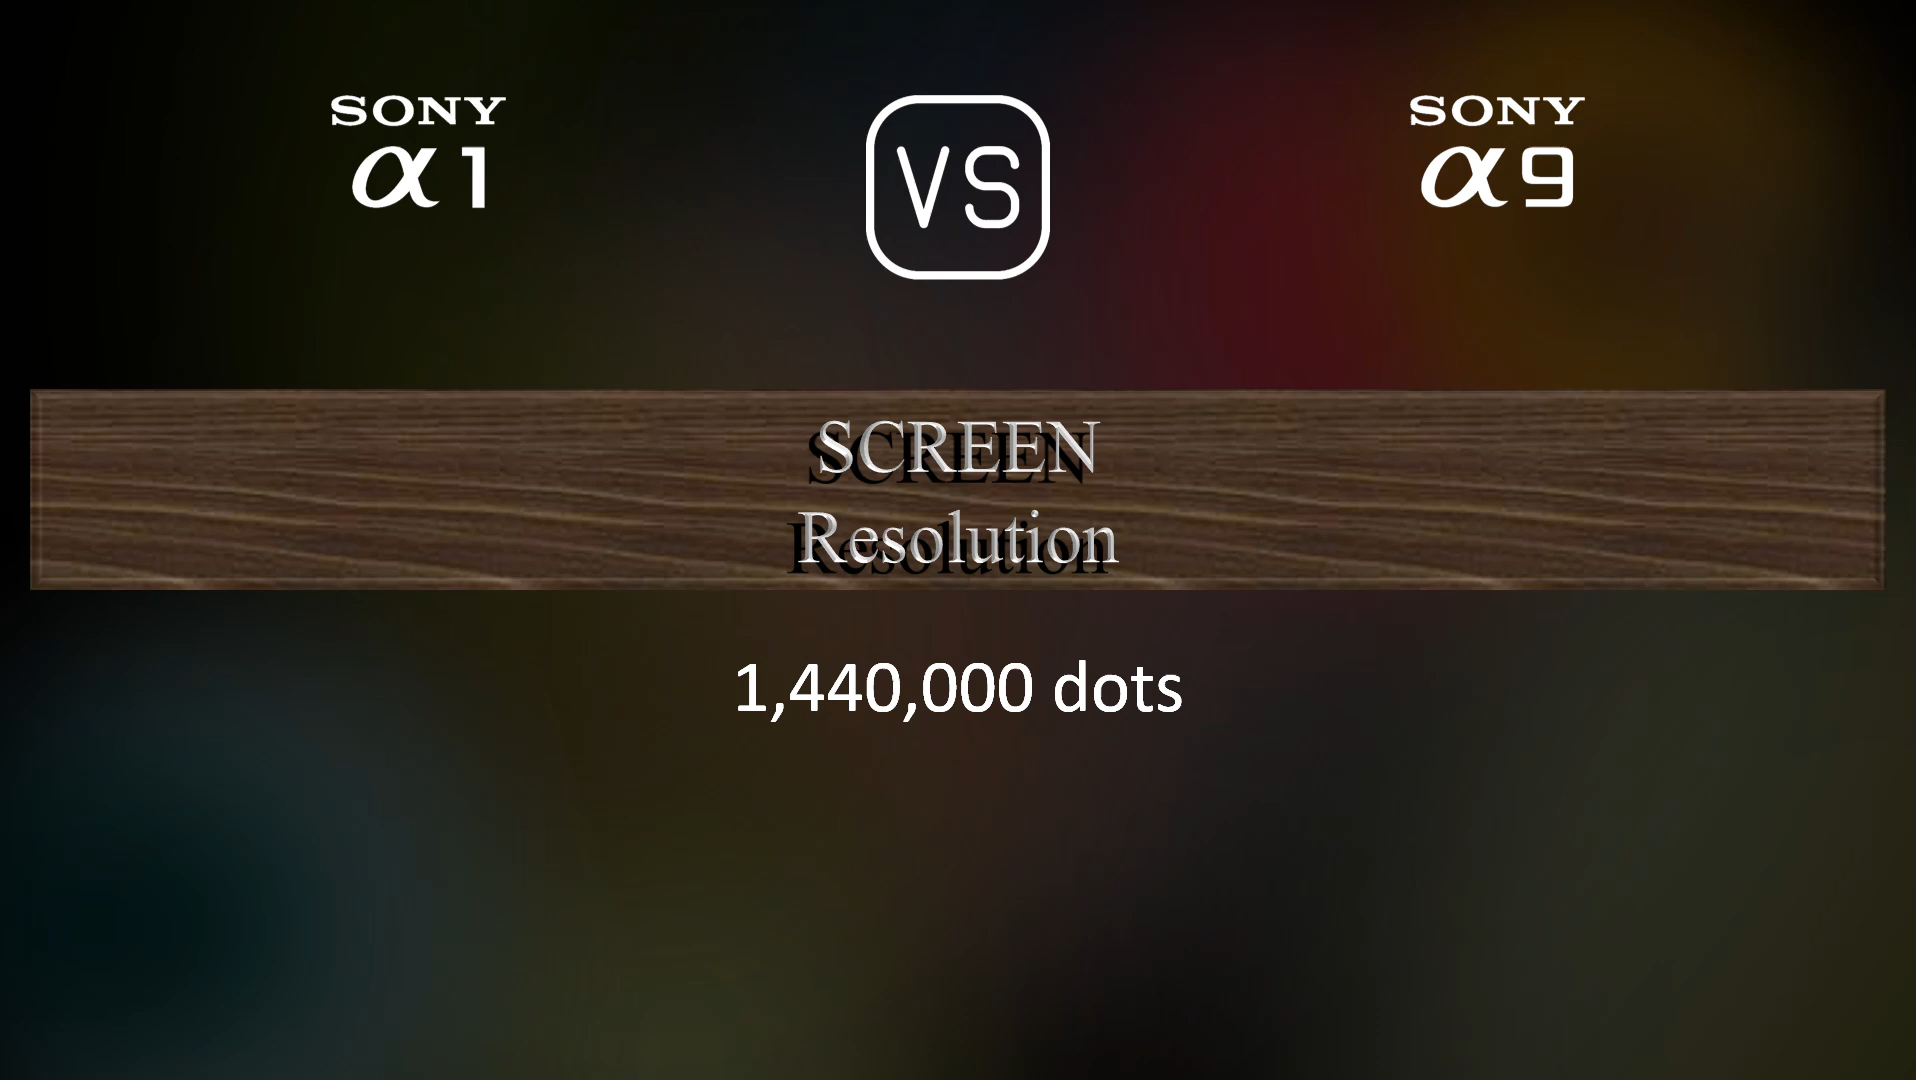 SONY
α1
VS
SONY
α9
SCREEN
Resolution
1,440,000 dots